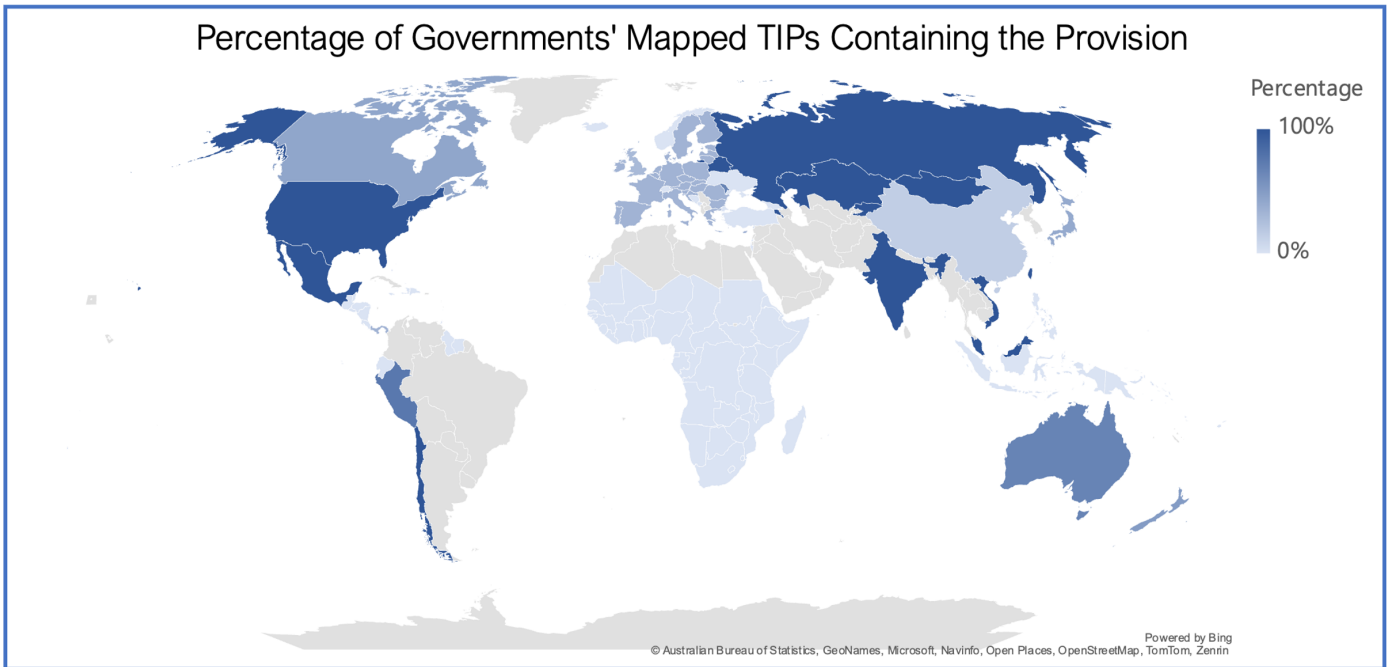 Percentage of Governments' Mapped TIPs Containing the Provision
Percentage
100%
0%
Powered by Bing
© Australian Bureau of Statistics, GeoNames, Microsoft, Navinfo, Open Places, OpenStreetMap, TomTom, Zenrin